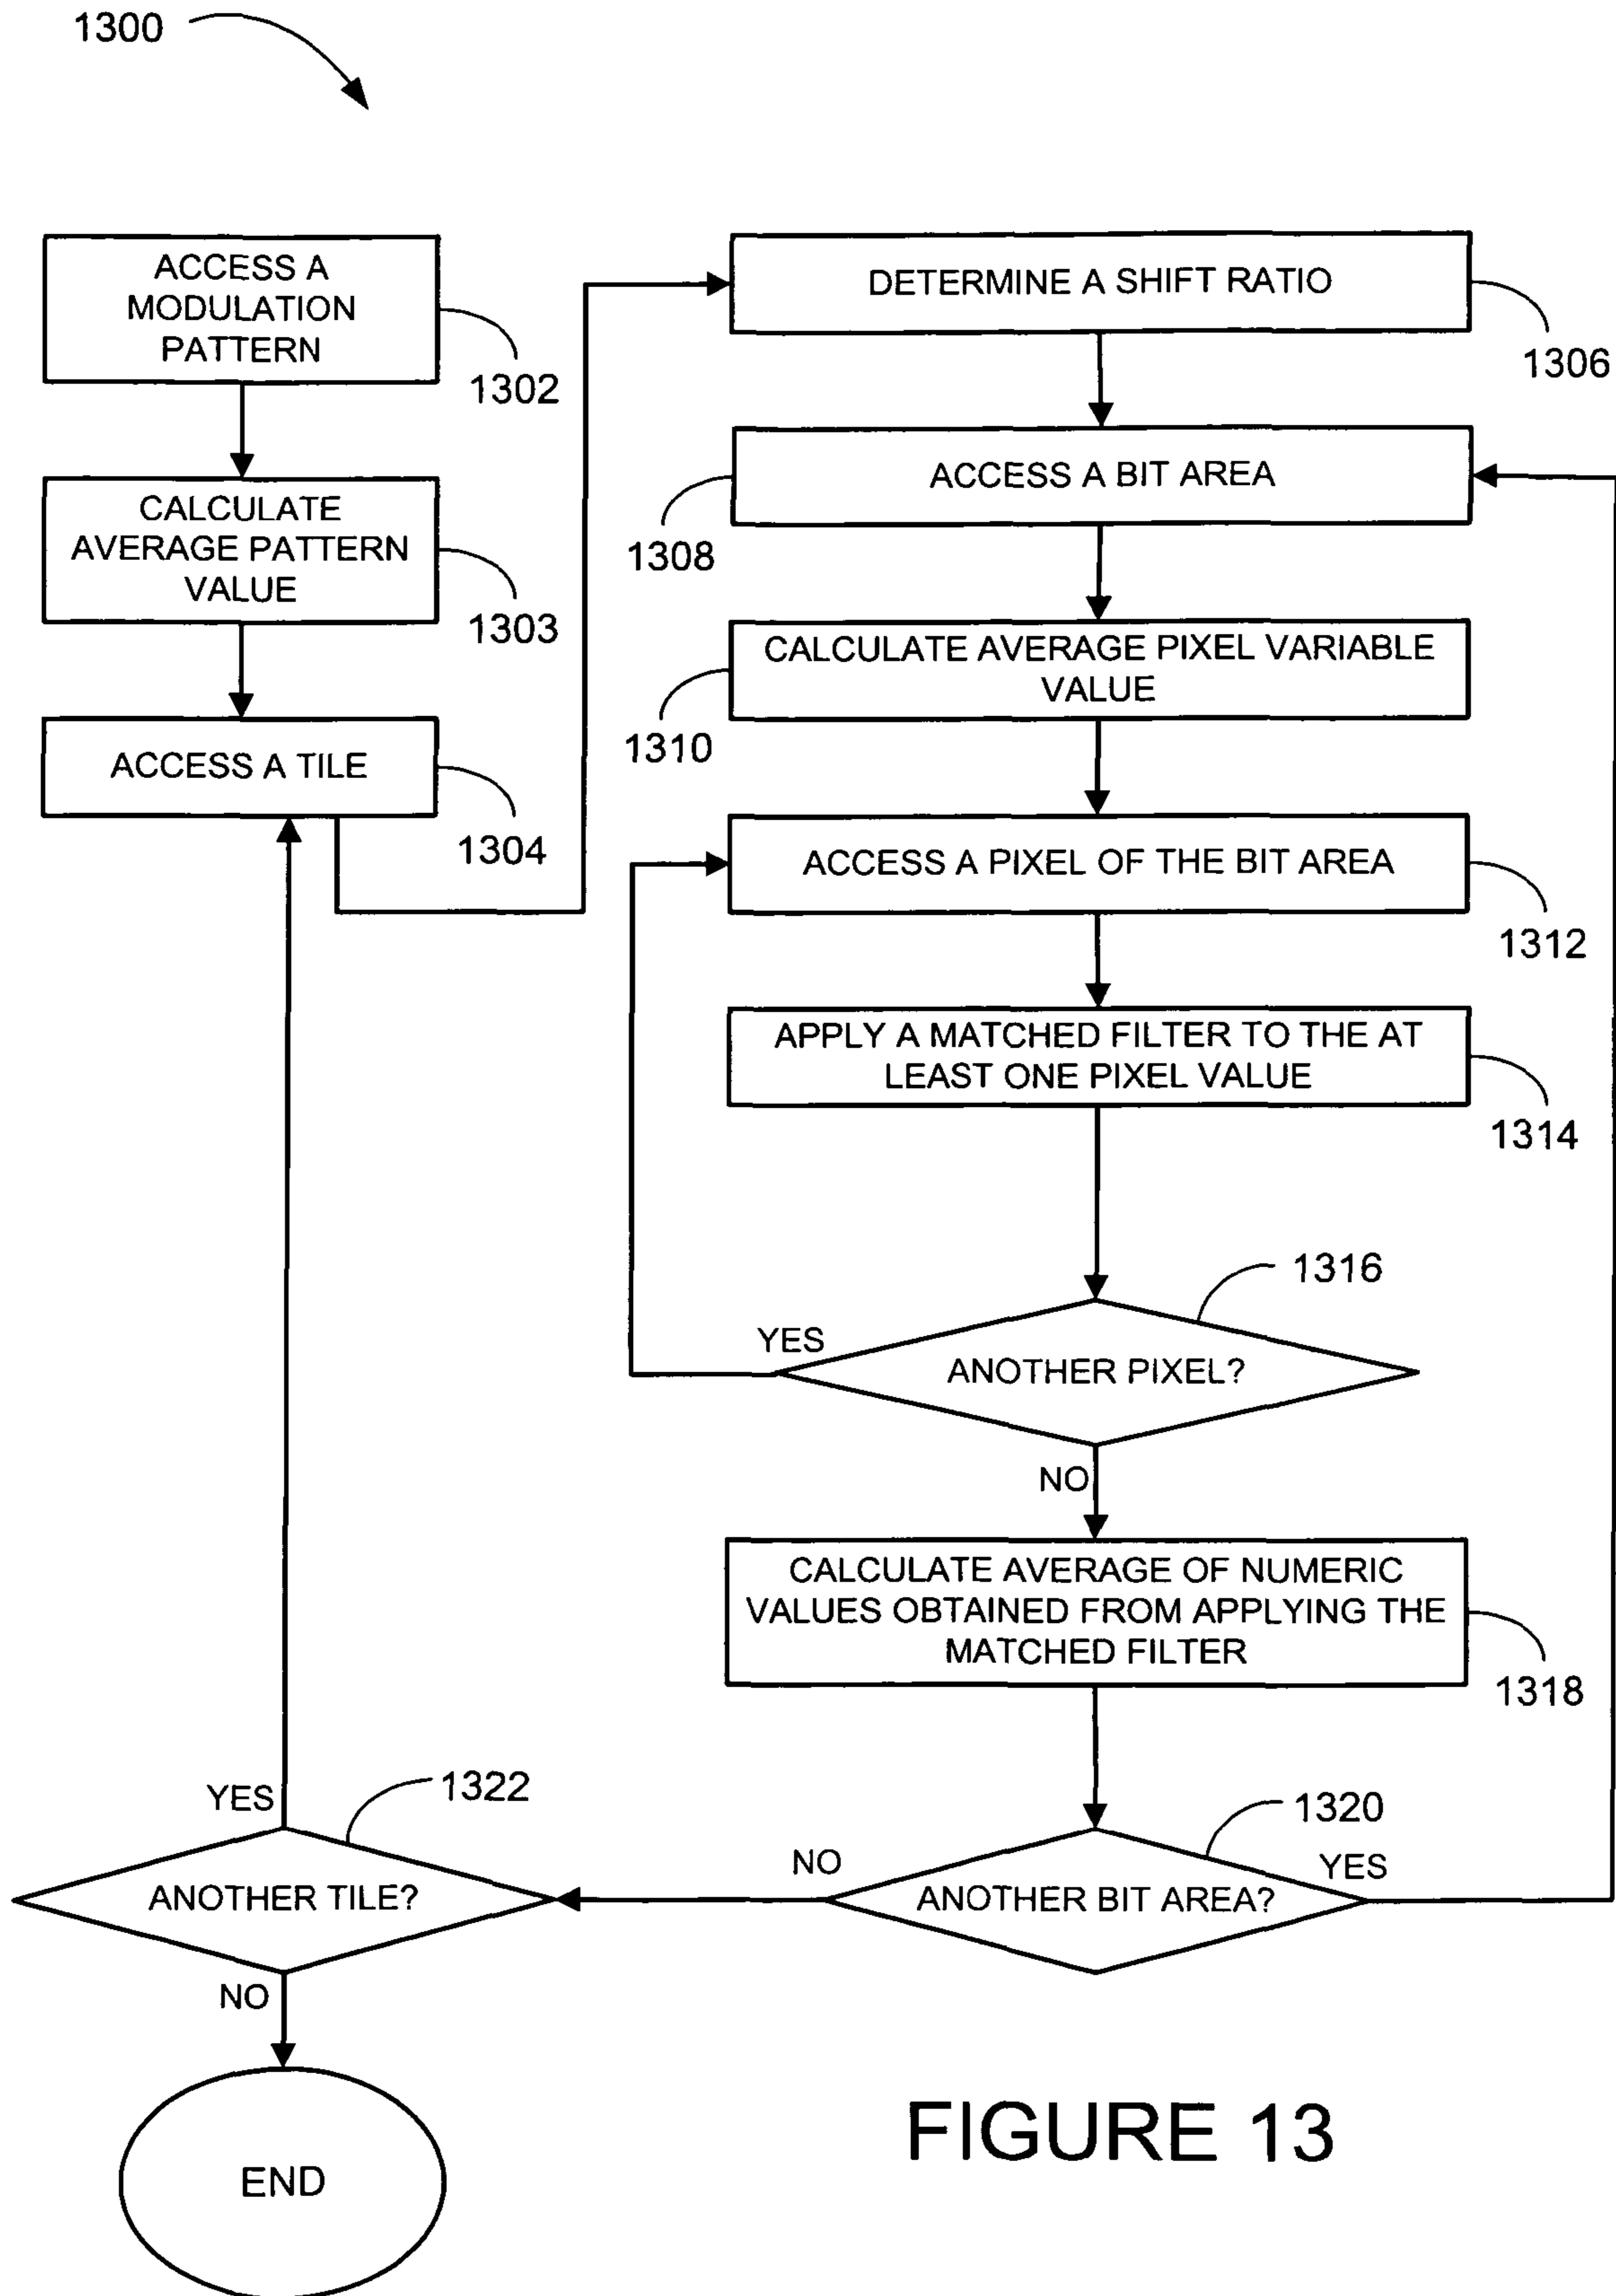 1300
ACCESS A
MODULATION
PATTERN
1302
CALCULATE
AVERAGE PATTERN
VALUE
1303
ACCESS A TILE
1304
DETERMINE A SHIFT RATIO
1306
ACCESS A BIT AREA
1308
CALCULATE AVERAGE PIXEL VARIABLE
VALUE
1310
ACCESS A PIXEL OF THE BIT AREA
1312
APPLY A MATCHED FILTER TO THE AT
LEAST ONE PIXEL VALUE
1314
1316
YES
ANOTHER PIXEL?
NO
CALCULATE AVERAGE OF NUMERIC
VALUES OBTAINED FROM APPLYING THE
MATCHED FILTER
1318
1320
NO
YES
ANOTHER BIT AREA?
1322
YES
ANOTHER TILE?
NO
END
FIGURE 13